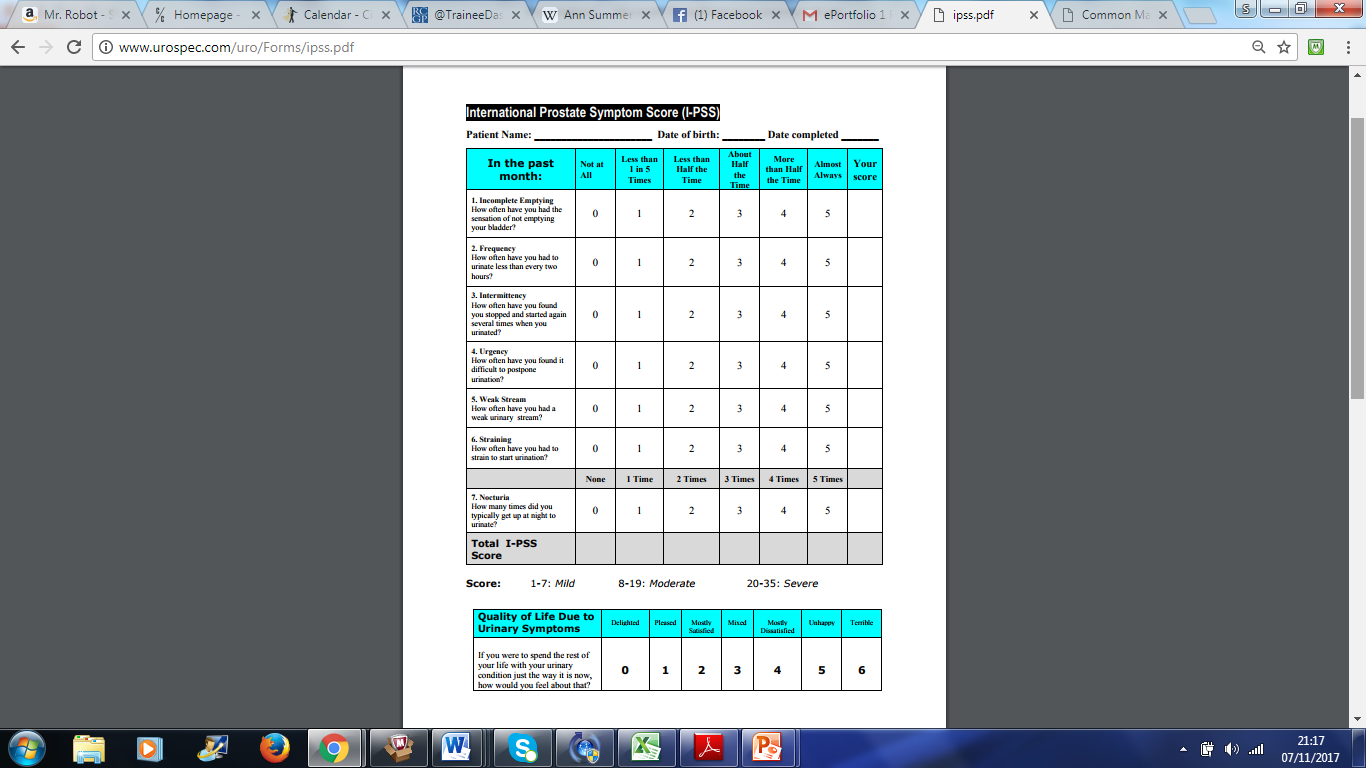 Mr. Robot - S
Homepage -
Calendar - C
@TraineeDas
Ann Summer
(1) Facebook
ePortfolio 1
ipss.pdf
Common Ma
S
www.urospec.com/uro/Forms/ipss.pdf
International Prostate Symptom Score (I-PSS)
Patient Name: ____________________ Date of birth: _______ Date completed ______
In the past month: Not at All Less than 1 in 5 Times Less than Half the Time About Half the Time More than Half the Time Almost Always Your score
1. Incomplete Emptying
How often have you had the
sensation of not emptying
your bladder?
0 1 2 3 4 5
2. Frequency
How often have you had to
urinate less than every two
hours?
0 1 2 3 4 5
3. Intermittency
How often have you found
you stopped and started again
several times when you
urinated?
0 1 2 3 4 5
4. Urgency
How often have you found it
difficult to postpone
urination?
0 1 2 3 4 5
5. Weak Stream
How often have you had a
weak urinary stream?
0 1 2 3 4 5
6. Straining
How often have you had to
strain to start urination?
0 1 2 3 4 5
None 1 Time 2 Times 3 Times 4 Times 5 Times
7. Nocturia
How many times did you
typically get up at night to
urinate?
0 1 2 3 4 5
Total I-PSS
Score
Score: 1-7: Mild 8-19: Moderate 20-35: Severe
Quality of Life Due to
Urinary Symptoms
Delighted Pleased Mostly Satisfied Mixed Mostly Dissatisfied Unhappy Terrible
If you were to spend the rest of
your life with your urinary
condition just the way it is now,
how would you feel about that?
0 1 2 3 4 5 6
21:17
07/11/2017